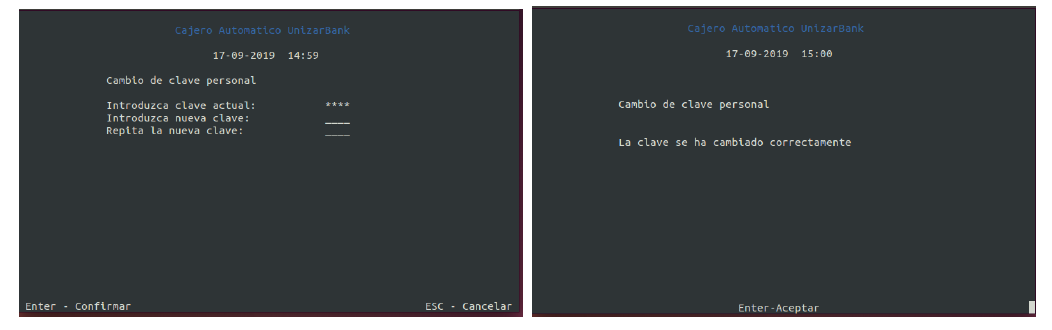 Cajero Automatico UnizarBank
17-09-2019 14:59
Cambio de clave personal
Introduzca clave actual: ****
Introduzca nueva clave: ____
Repita la nueva clave: ____
Enter - Confirmar ESC - Cancelar
Cajero Automatico UnizarBank
17-09-2019 15:00
Cambio de clave personal
La clave se ha cambiado correctamente
Enter-Aceptar